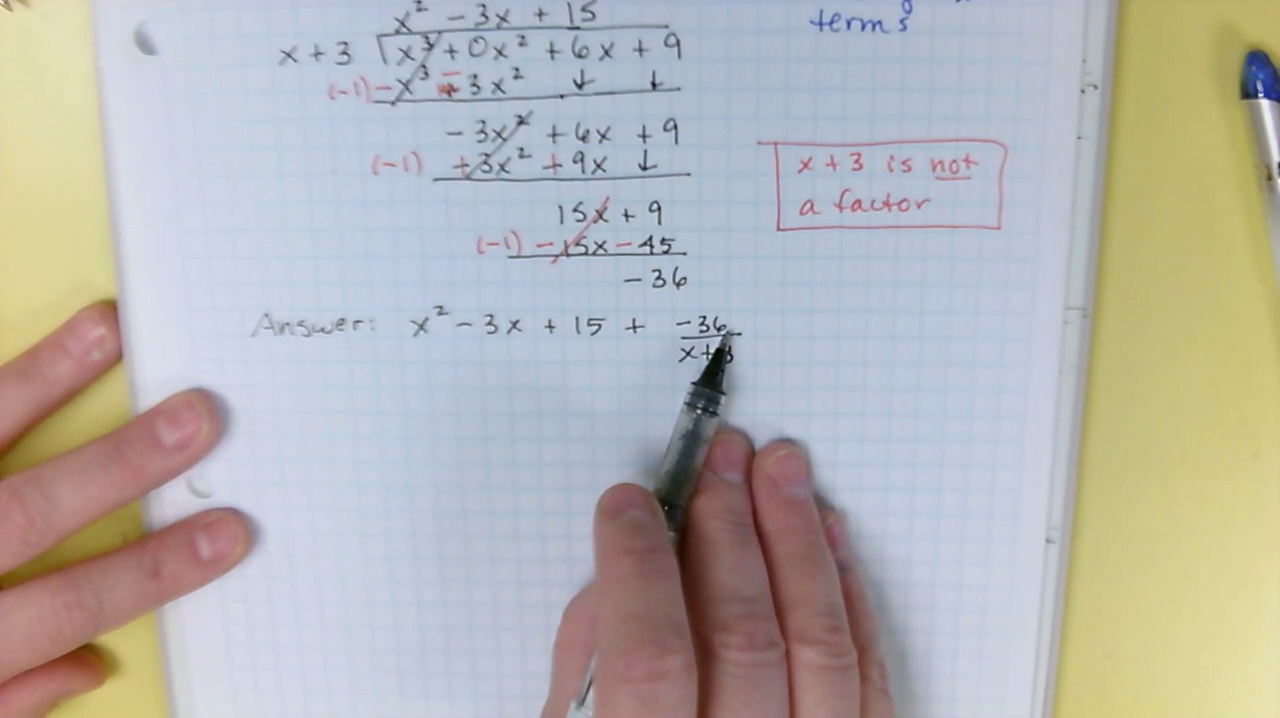 x² - 3x + 15
terms
x + 3 x³ + 0x² + 6x + 9
(-1) - x³ - 3x² ↓ ↓
- 3x² + 6x + 9
(-1) + 3x² + 9x ↓
x + 3 is not
a factor
15x + 9
(-1) - 15x - 45
- 36
Answer: x² - 3x + 15 + -36
x+3